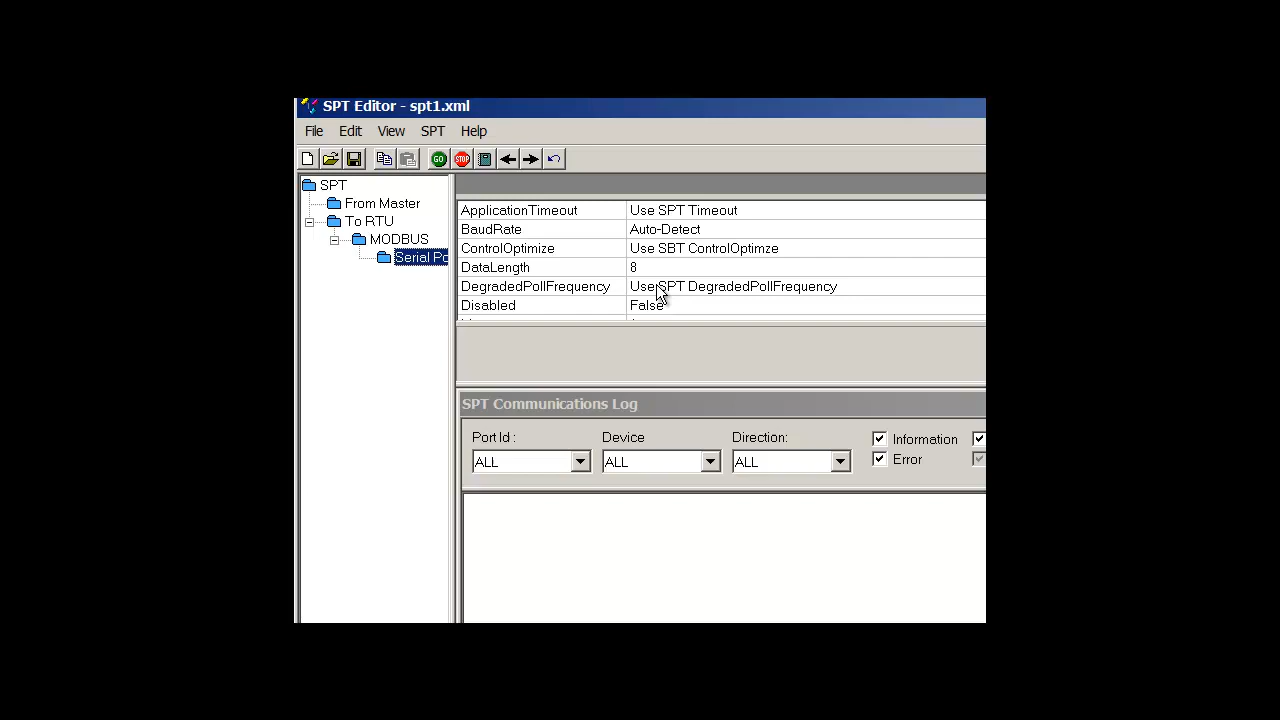 SPT Editor - spt1.xml
File Edit View SPT Help
GO STOP
SPT
From Master
To RTU
MODBUS
Serial Po
ApplicationTimeout Use SPT Timeout
BaudRate Auto-Detect
ControlOptimize Use SBT ControlOptimze
DataLength 8
DegradedPollFrequency Use SPT DegradedPollFrequency
Disabled False
SPT Communications Log
Port Id : Device Direction:
ALL ALL ALL
Information
Error